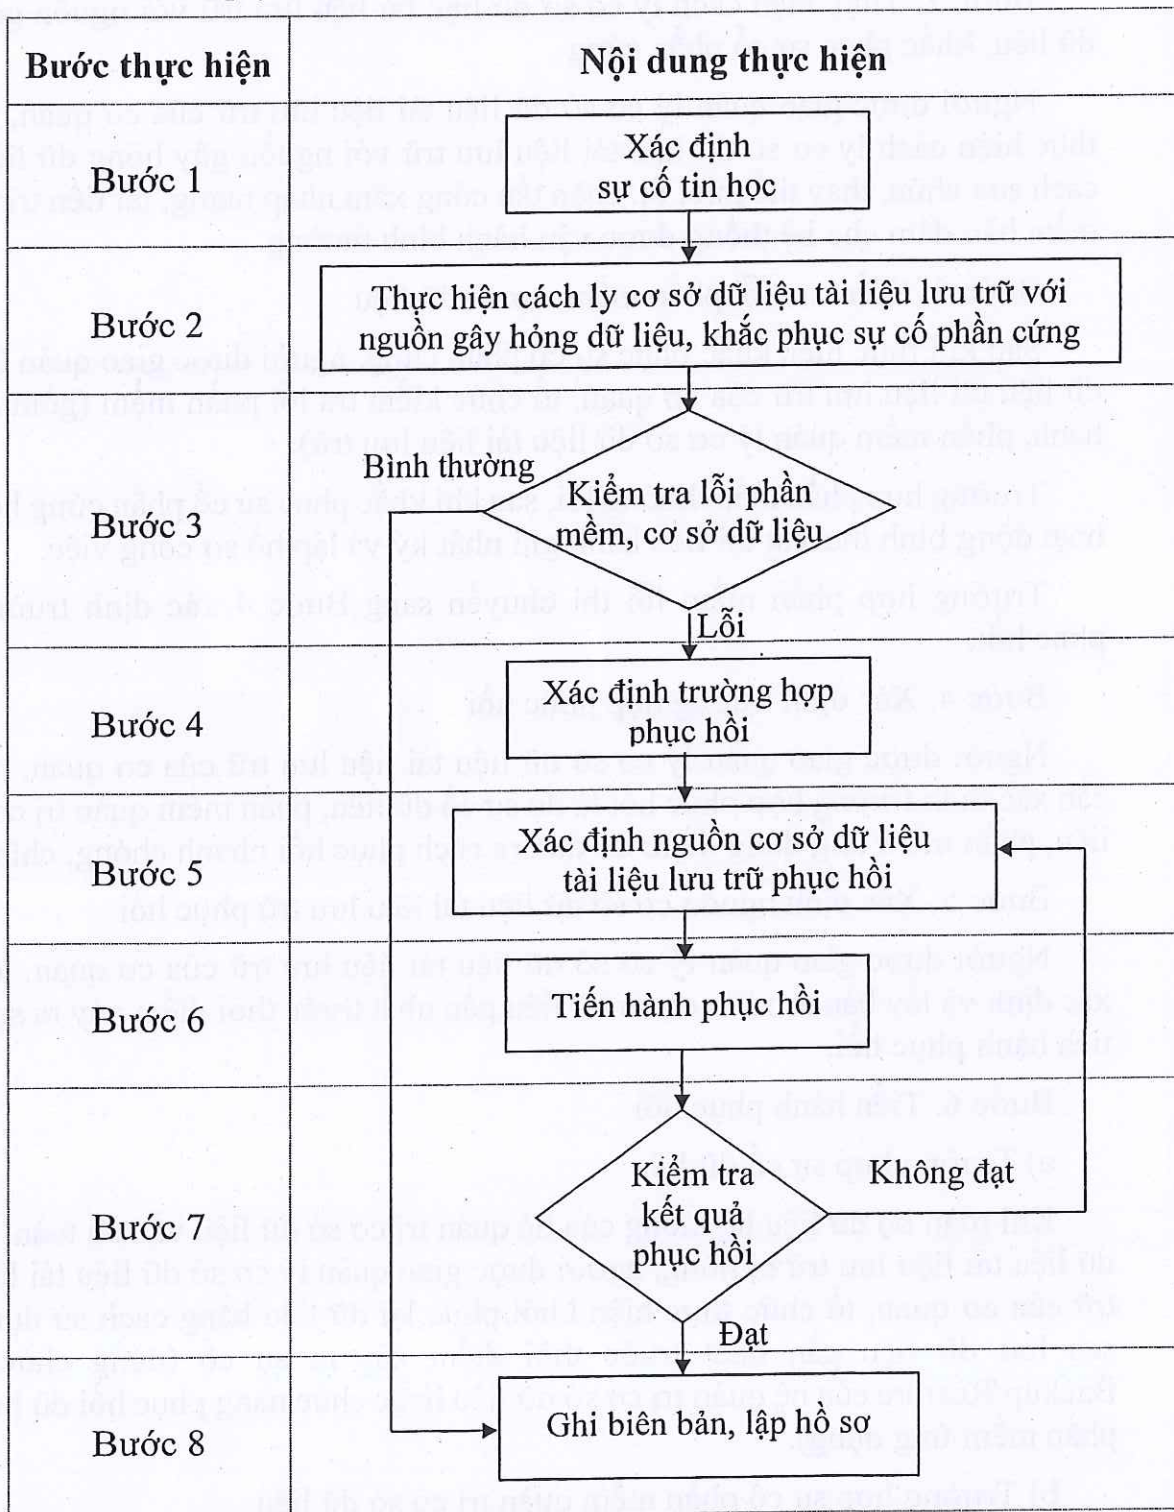 Bước thực hiện
Nội dung thực hiện
Bước 1
Xác định
sự cố tin học
Bước 2
Thực hiện cách ly cơ sở dữ liệu tài liệu lưu trữ với
nguồn gây hỏng dữ liệu, khắc phục sự cố phần cứng
Bước 3
Bình thường
Kiểm tra lỗi phần
mềm, cơ sở dữ liệu
Lỗi
Bước 4
Xác định trường hợp
phục hồi
Bước 5
Xác định nguồn cơ sở dữ liệu
tài liệu lưu trữ phục hồi
Bước 6
Tiến hành phục hồi
Bước 7
Kiểm tra
kết quả
phục hồi
Không đạt
Đạt
Bước 8
Ghi biên bản, lập hồ sơ